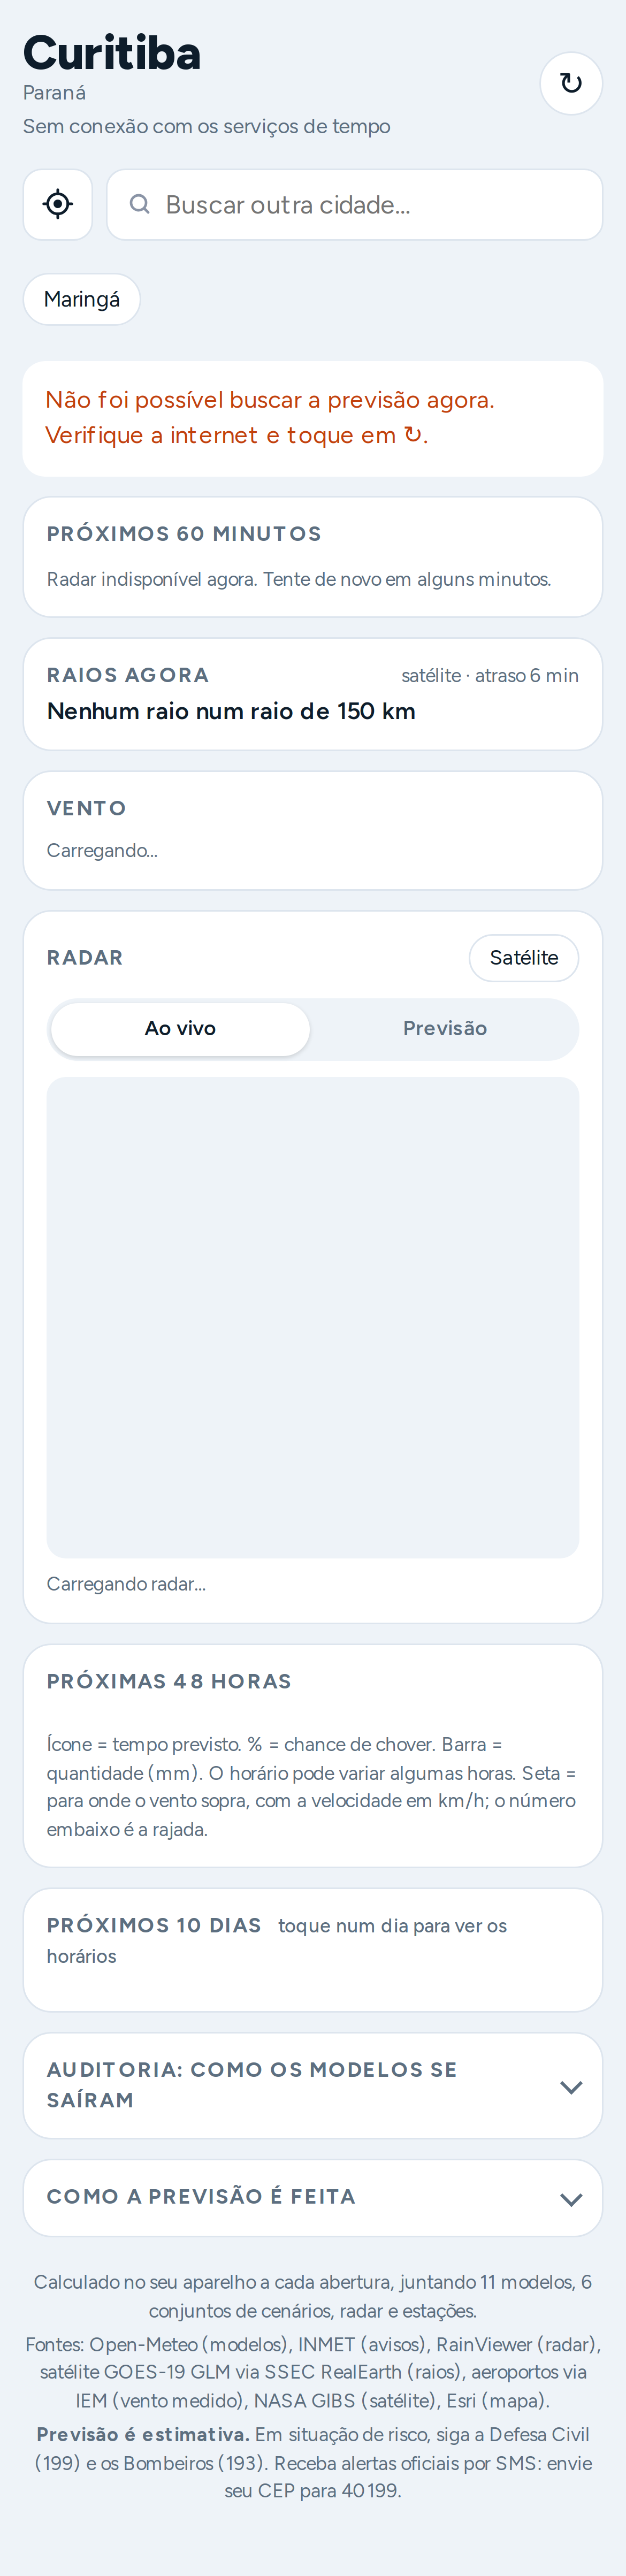 Curitiba
Paraná
Sem conexão com os serviços de tempo
↻
Buscar outra cidade...
Maringá
Não foi possível buscar a previsão agora.
Verifique a internet e toque em ↻.
PRÓXIMOS 60 MINUTOS
Radar indisponível agora. Tente de novo em alguns minutos.
RAIOS AGORA satélite · atraso 6 min
Nenhum raio num raio de 150 km
VENTO
Carregando...
RADAR Satélite
Ao vivo Previsão
Carregando radar...
PRÓXIMAS 48 HORAS
Ícone = tempo previsto. % = chance de chover. Barra =
quantidade (mm). O horário pode variar algumas horas. Seta =
para onde o vento sopra, com a velocidade em km/h; o número
embaixo é a rajada.
PRÓXIMOS 10 DIAS toque num dia para ver os
horários
AUDITORIA: COMO OS MODELOS SE
SAÍRAM
COMO A PREVISÃO É FEITA
Calculado no seu aparelho a cada abertura, juntando 11 modelos, 6
conjuntos de cenários, radar e estações.
Fontes: Open-Meteo (modelos), INMET (avisos), RainViewer (radar),
satélite GOES-19 GLM via SSEC RealEarth (raios), aeroportos via
IEM (vento medido), NASA GIBS (satélite), Esri (mapa).
Previsão é estimativa. Em situação de risco, siga a Defesa Civil
(199) e os Bombeiros (193). Receba alertas oficiais por SMS: envie
seu CEP para 40199.